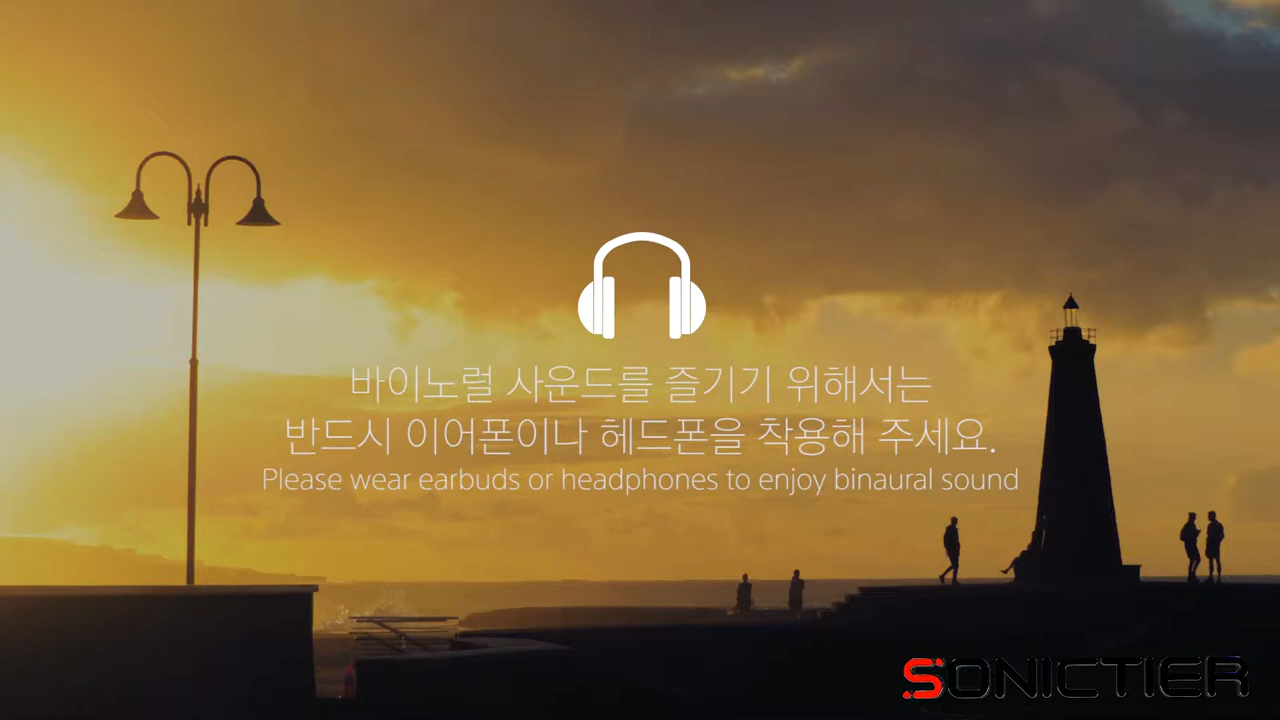 바이노럴 사운드를 즐기기 위해서는
반드시 이어폰이나 헤드폰을 착용해 주세요.
Please wear earbuds or headphones to enjoy binaural sound
SONICTIER